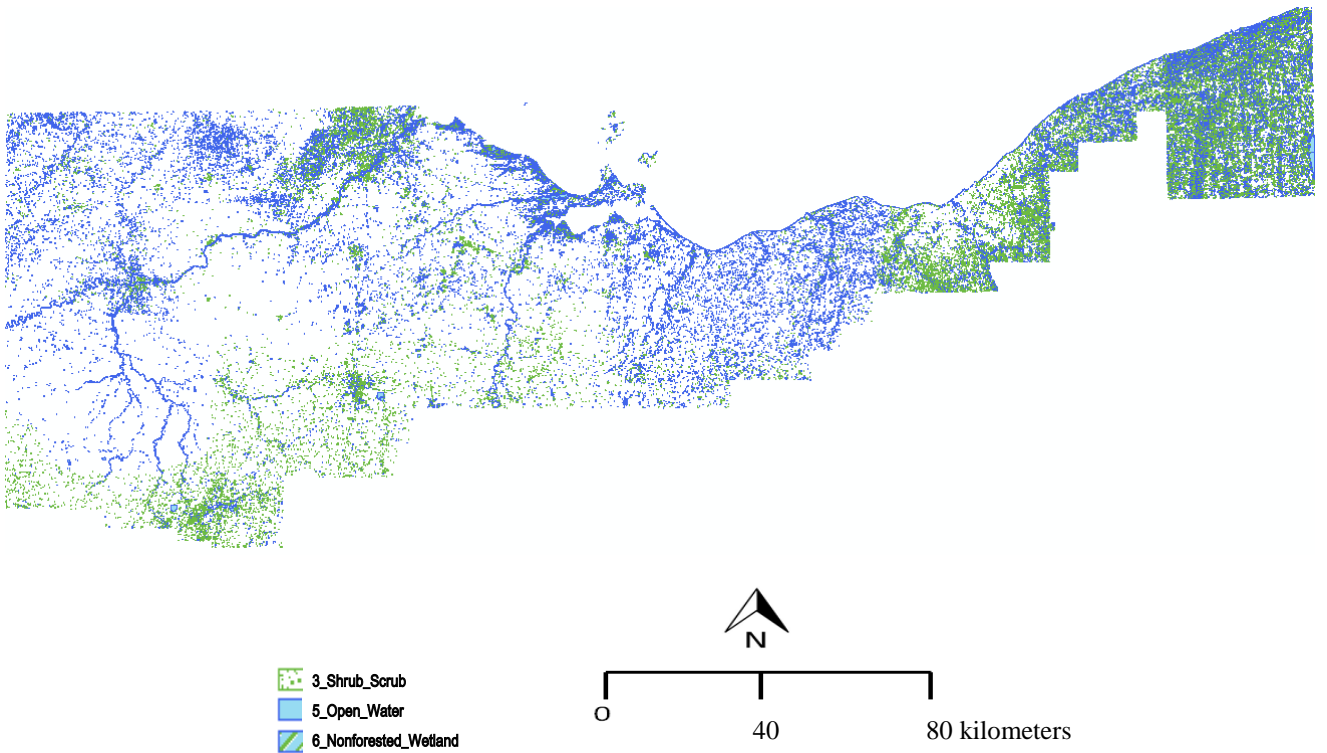 N
3_Shrub_Scrub
5_Open_Water
6_Nonforested_Wetland
0 40 80 kilometers